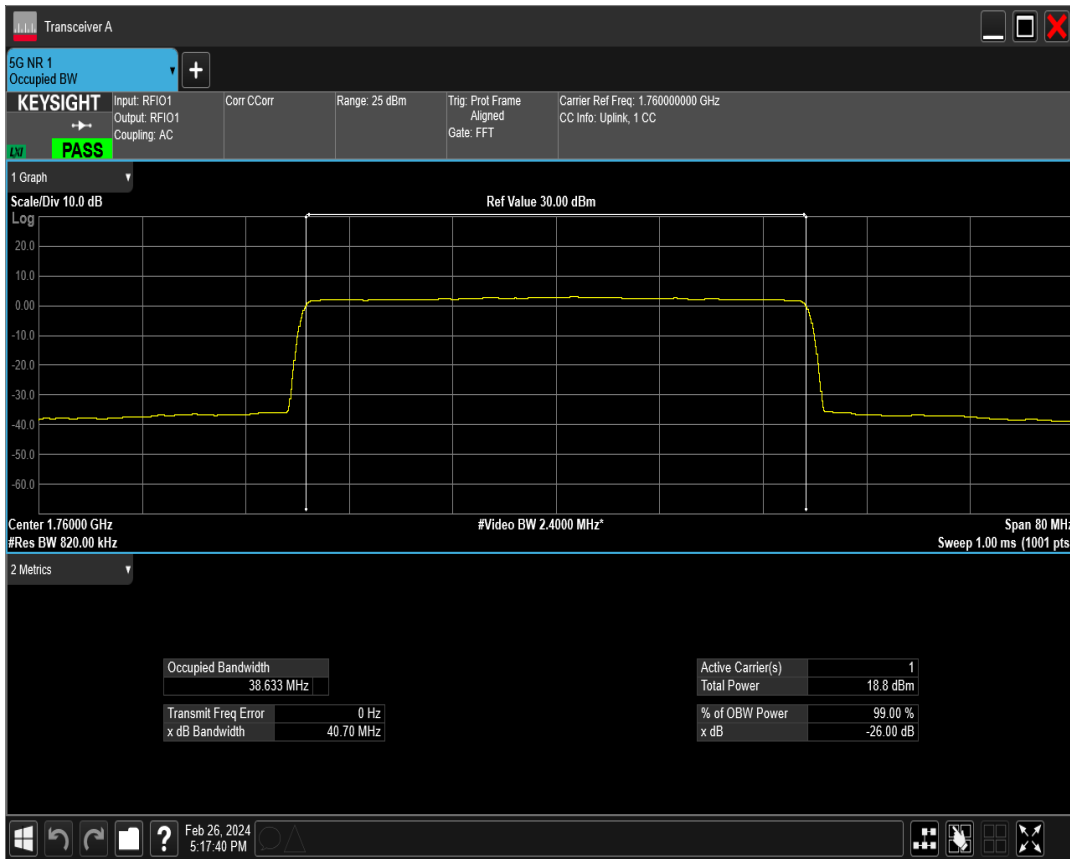 Transceiver A
5G NR 1
Occupied BW
KEYSIGHT
LXI
PASS
Input: RFIO1
Output: RFIO1
Coupling: AC
Corr CCorr
Range: 25 dBm
Trig: Prot Frame
Aligned
Gate: FFT
Carrier Ref Freq: 1.760000000 GHz
CC Info: Uplink, 1 CC
1 Graph
Scale/Div 10.0 dB
Ref Value 30.00 dBm
Log
20.0
10.0
0.00
-10.0
-20.0
-30.0
-40.0
-50.0
-60.0
Center 1.76000 GHz
#Video BW 2.4000 MHz*
Span 80 MHz
#Res BW 820.00 kHz
Sweep 1.00 ms (1001 pts
2 Metrics
Occupied Bandwidth
38.633 MHz
Transmit Freq Error 0 Hz
x dB Bandwidth 40.70 MHz
Active Carrier(s) 1
Total Power 18.8 dBm
% of OBW Power 99.00 %
x dB -26.00 dB
?
Feb 26, 2024
5:17:40 PM